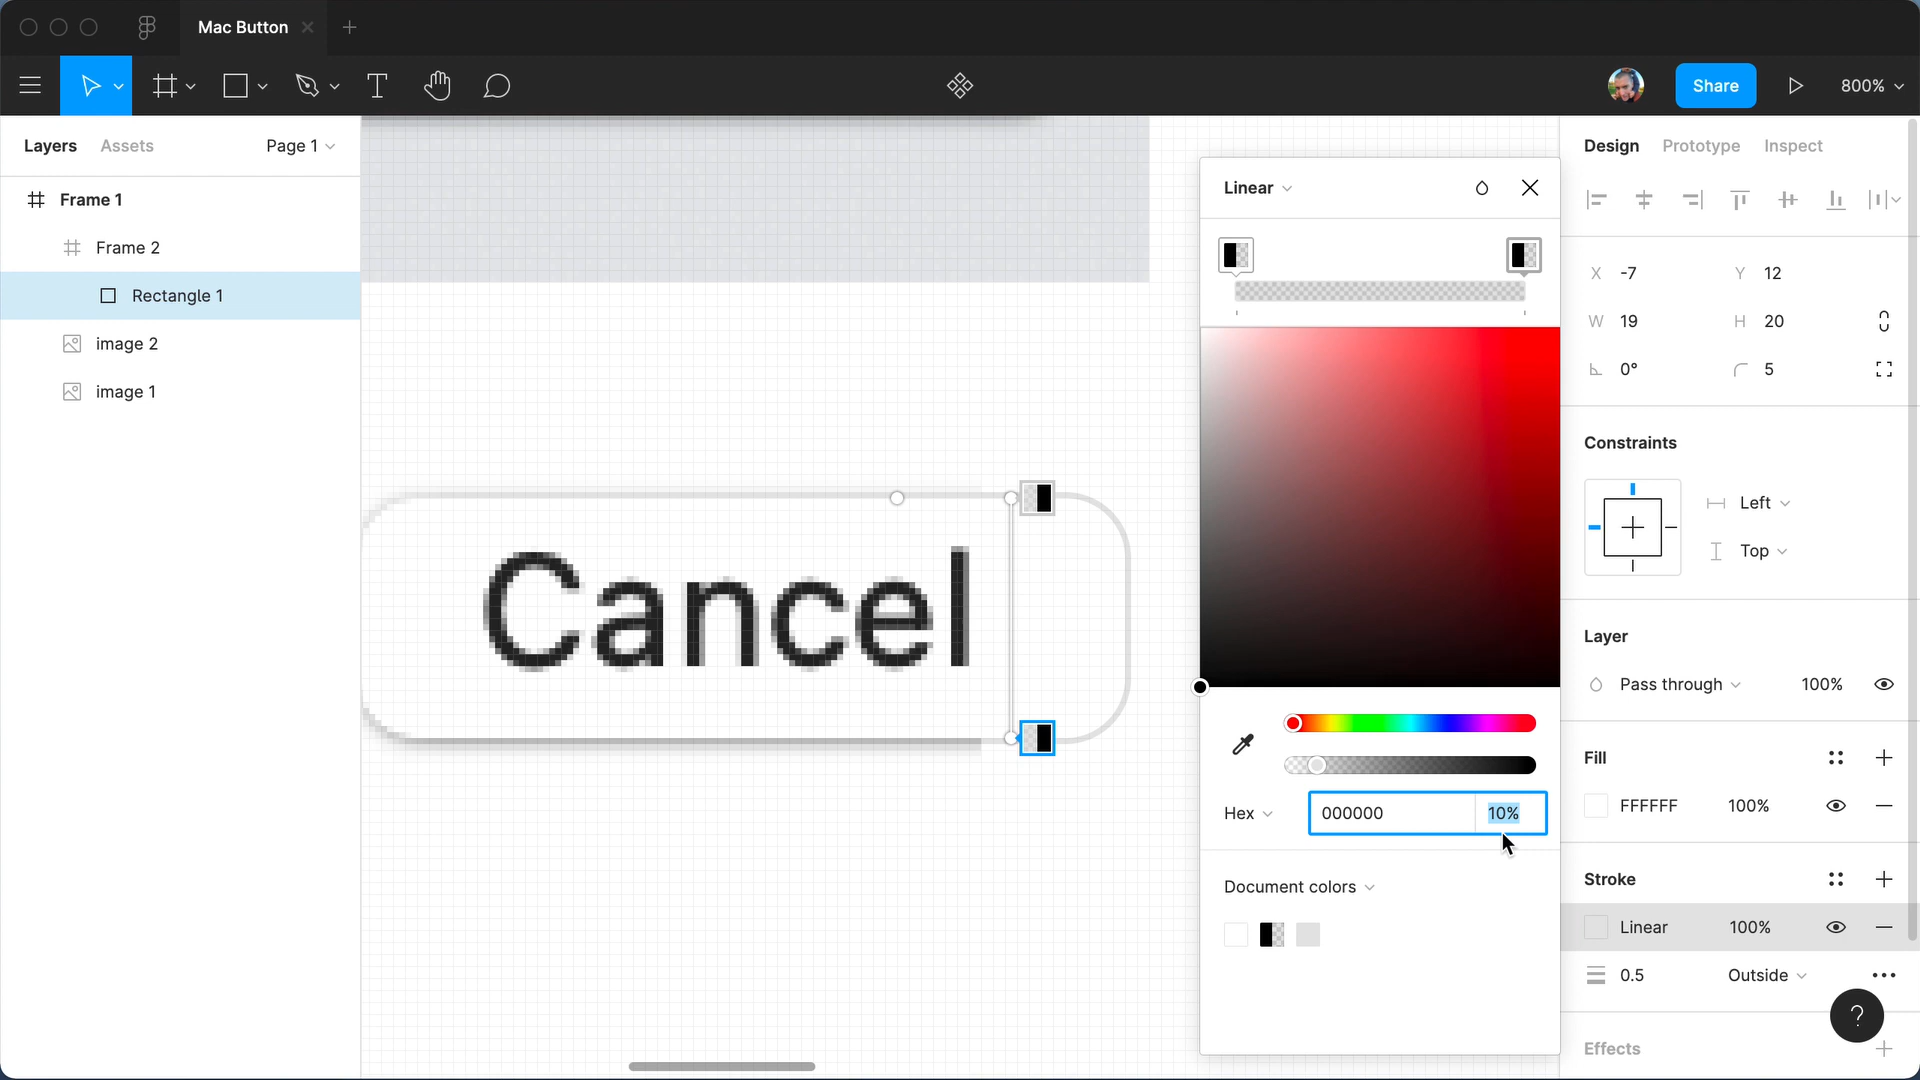 Mac Button
Share
800%
Layers
Assets
Page 1
Design
Prototype
Inspect
Frame 1
Frame 2
Rectangle 1
image 2
image 1
Linear
X
-7
Y
12
W
19
H
20
0°
5
Constraints
Left
Top
Cancel
Layer
Pass through
100%
Fill
FFFFFF
100%
Hex
000000
10%
Document colors
Stroke
Linear
100%
0.5
Outside
?
Effects